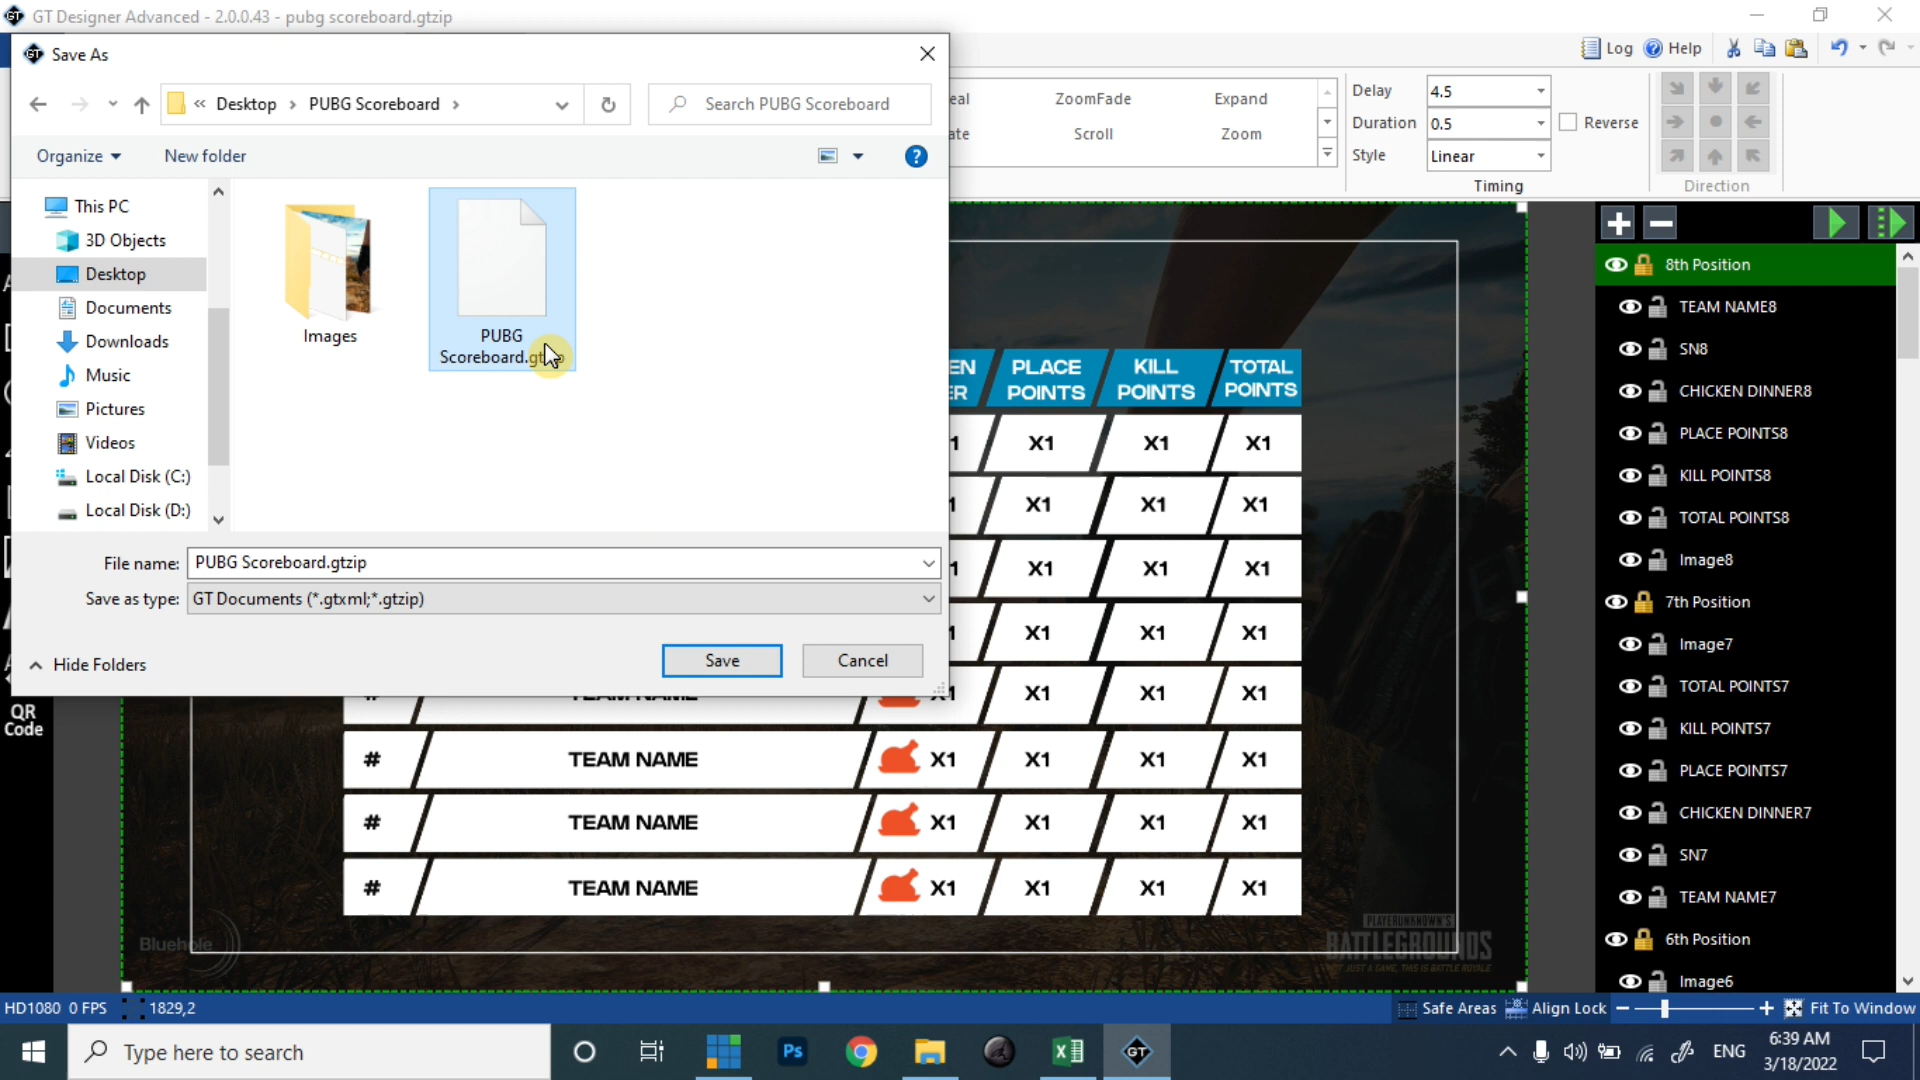 GT Designer Advanced - 2.0.0.43 - pubg scoreboard.gtzip
Save As
Log
Help
« Desktop › PUBG Scoreboard ›
Search PUBG Scoreboard
Organize
New folder
ZoomFade
Expand
Scroll
Zoom
Delay
4.5
Duration
0.5
Reverse
Style
Linear
Timing
Direction
This PC
3D Objects
Desktop
Documents
Downloads
Music
Pictures
Videos
Local Disk (C:)
Local Disk (D:)
Images
PUBG
File name:
PUBG Scoreboard.gtzip
Save as type:
GT Documents (*.gtxml;*.gtzip)
Hide Folders
Save
Cancel
PLACE POINTS
KILL POINTS
TOTAL POINTS
X1 X1 X1
X1 X1 X1
X1 X1 X1
X1 X1 X1
X1 X1 X1
# TEAM NAME X1 X1 X1 X1
# TEAM NAME X1 X1 X1 X1
# TEAM NAME X1 X1 X1 X1
Bluehole
PLAYERUNKNOWN'S
BATTLEGROUNDS
QR
Code
8th Position
TEAM NAME8
SN8
CHICKEN DINNER8
PLACE POINTS8
KILL POINTS8
TOTAL POINTS8
Image8
7th Position
Image7
TOTAL POINTS7
KILL POINTS7
PLACE POINTS7
CHICKEN DINNER7
SN7
TEAM NAME7
6th Position
Image6
HD1080 0 FPS
1829,2
Safe Areas
Align Lock
Fit To Window
Type here to search
Ps
GT
ENG
6:39 AM
3/18/2022